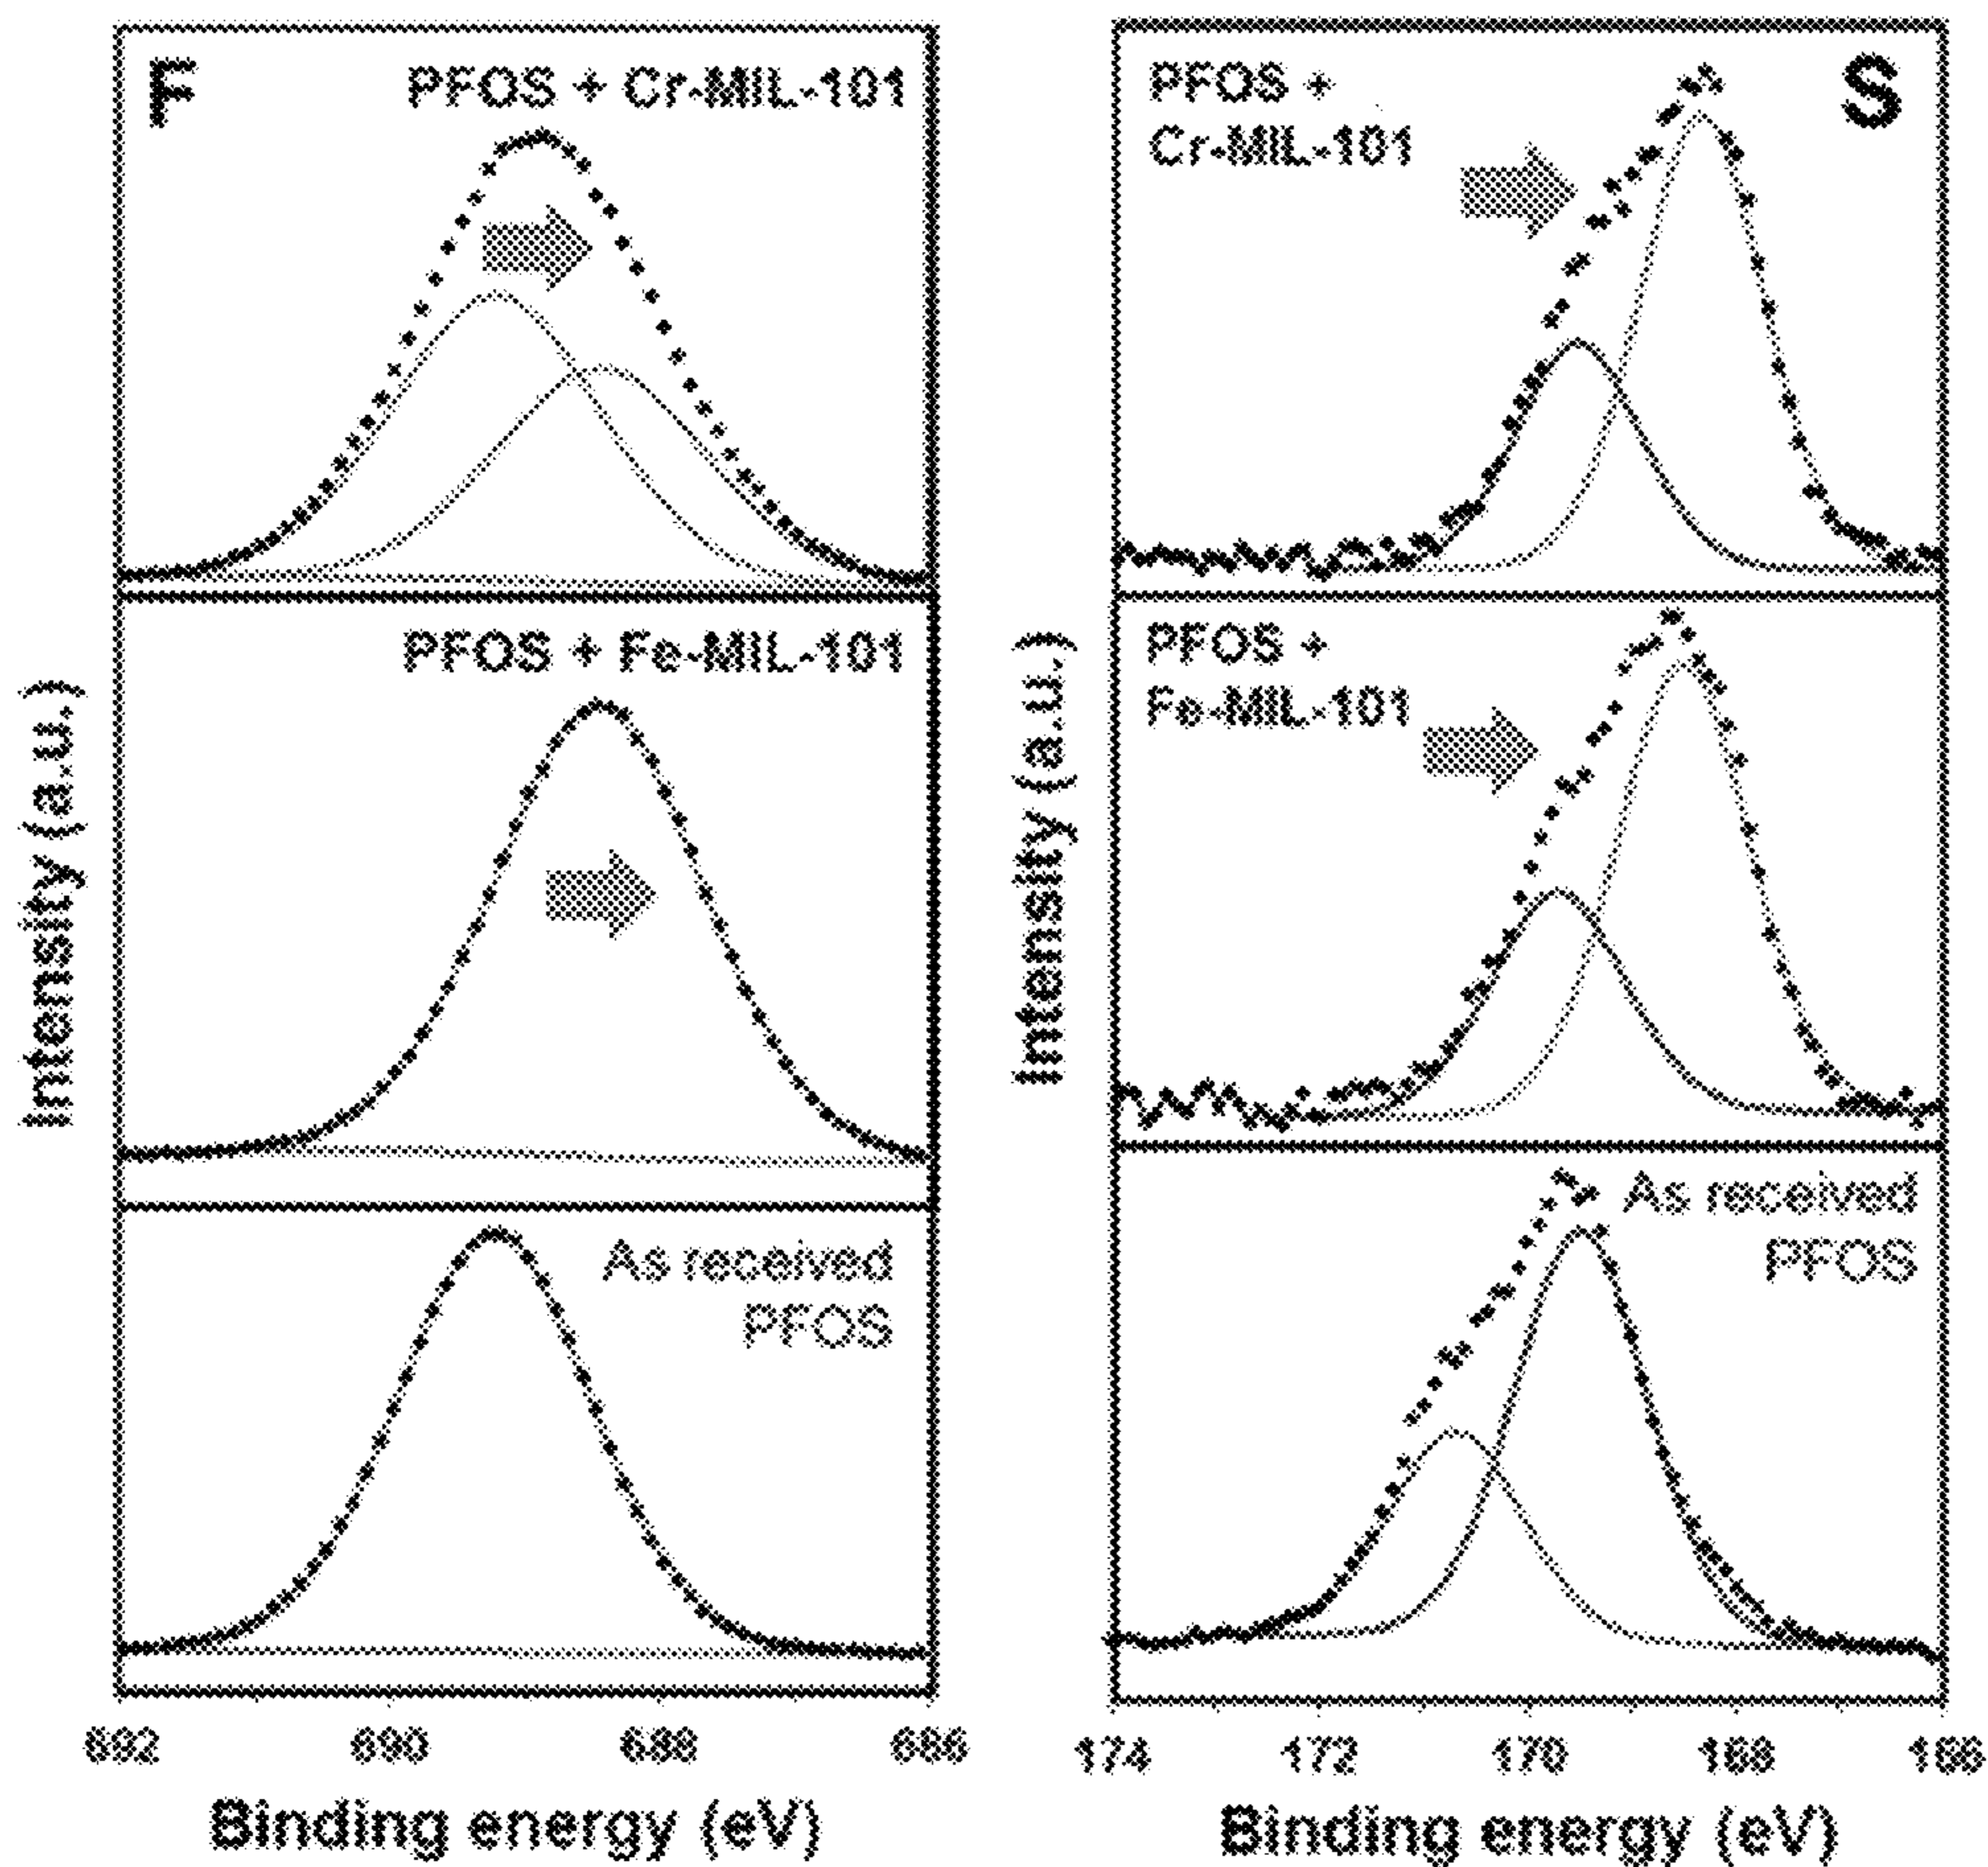 F
PFOS + Cr-MIL-101
PFOS + Fe-MIL-101
As received
PFOS
Intensity (a.u.)
692 690 688 686
Binding energy (eV)
S
PFOS +
Cr-MIL-101
PFOS +
Fe-MIL-101
As received
PFOS
Intensity (a.u.)
174 172 170 168 166
Binding energy (eV)